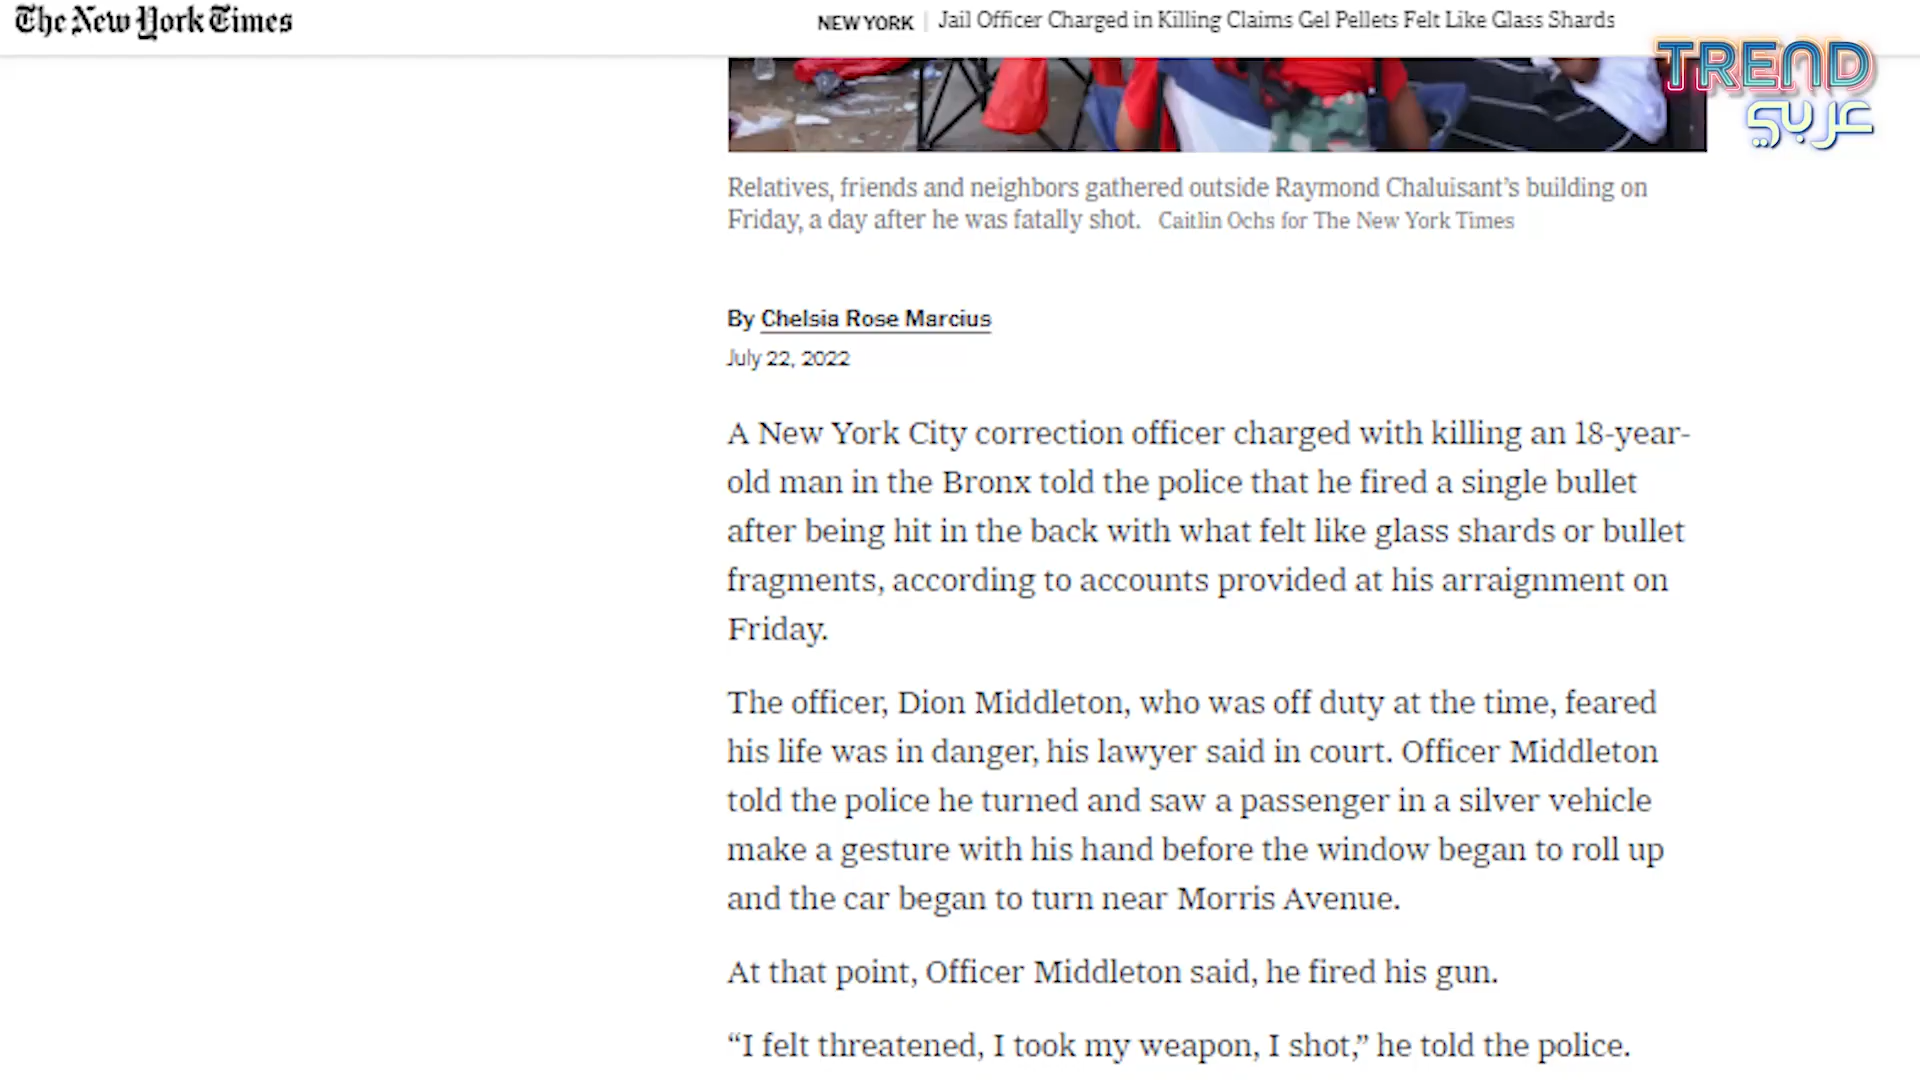 The New York Times
NEW YORK | Jail Officer Charged in Killing Claims Gel Pellets Felt Like Glass Shards
TREND
عربي
Relatives, friends and neighbors gathered outside Raymond Chaluisant’s building on
Friday, a day after he was fatally shot. Caitlin Ochs for The New York Times
By Chelsia Rose Marcius
July 22, 2022
A New York City correction officer charged with killing an 18-year-
old man in the Bronx told the police that he fired a single bullet
after being hit in the back with what felt like glass shards or bullet
fragments, according to accounts provided at his arraignment on
Friday.
The officer, Dion Middleton, who was off duty at the time, feared
his life was in danger, his lawyer said in court. Officer Middleton
told the police he turned and saw a passenger in a silver vehicle
make a gesture with his hand before the window began to roll up
and the car began to turn near Morris Avenue.
At that point, Officer Middleton said, he fired his gun.
“I felt threatened, I took my weapon, I shot,” he told the police.